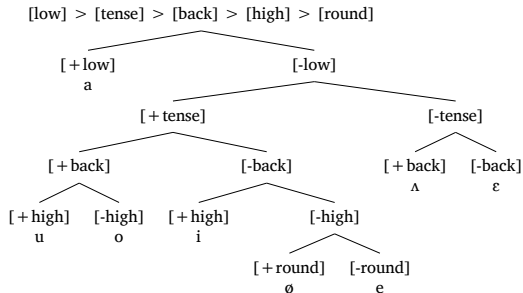 [low] > [tense] > [back] > [high] > [round]
[+low] [-low]
a
[+tense] [-tense]
[+back] [-back] [+back] [-back]
ʌ ɛ
[+high] [-high] [+high] [-high]
u o i
[+round] [-round]
ø e